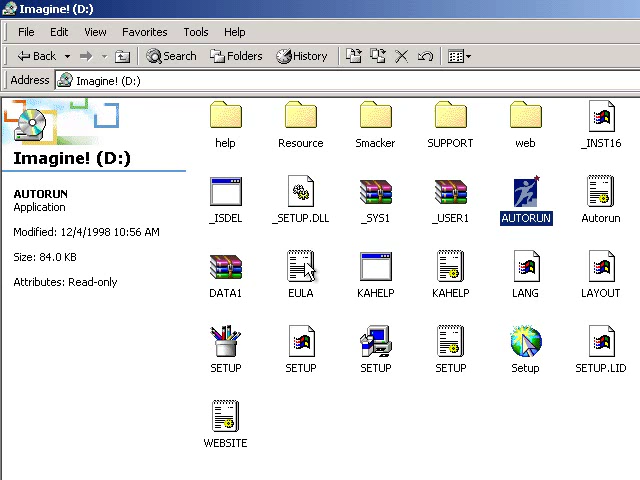 Imagine! (D:)
File Edit View Favorites Tools Help
Back Search Folders History
Address Imagine! (D:)
Imagine! (D:)
AUTORUN
Application
Modified: 12/4/1998 10:56 AM
Size: 84.0 KB
Attributes: Read-only
help Resource Smacker SUPPORT web _INST16
_ISDEL _SETUP.DLL _SYS1 _USER1 AUTORUN Autorun
DATA1 EULA KAHELP KAHELP LANG LAYOUT
SETUP SETUP SETUP SETUP Setup SETUP.LID
WEBSITE